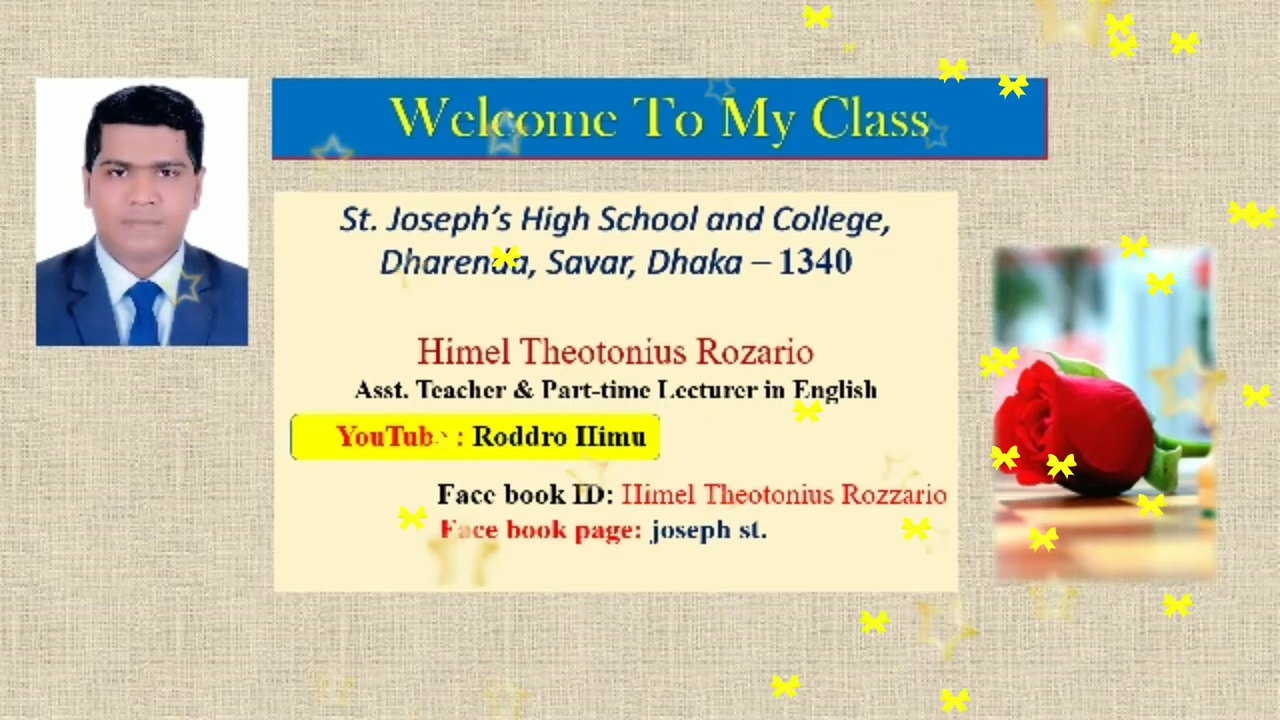 Welcome To My Class
St. Joseph's High School and College,
Dharenda, Savar, Dhaka – 1340
Himel Theotonius Rozario
Asst. Teacher & Part-time Lecturer in English
YouTube : Roddro Himu
Face book ID: Himel Theotonius Rozzario
Face book page: joseph st.